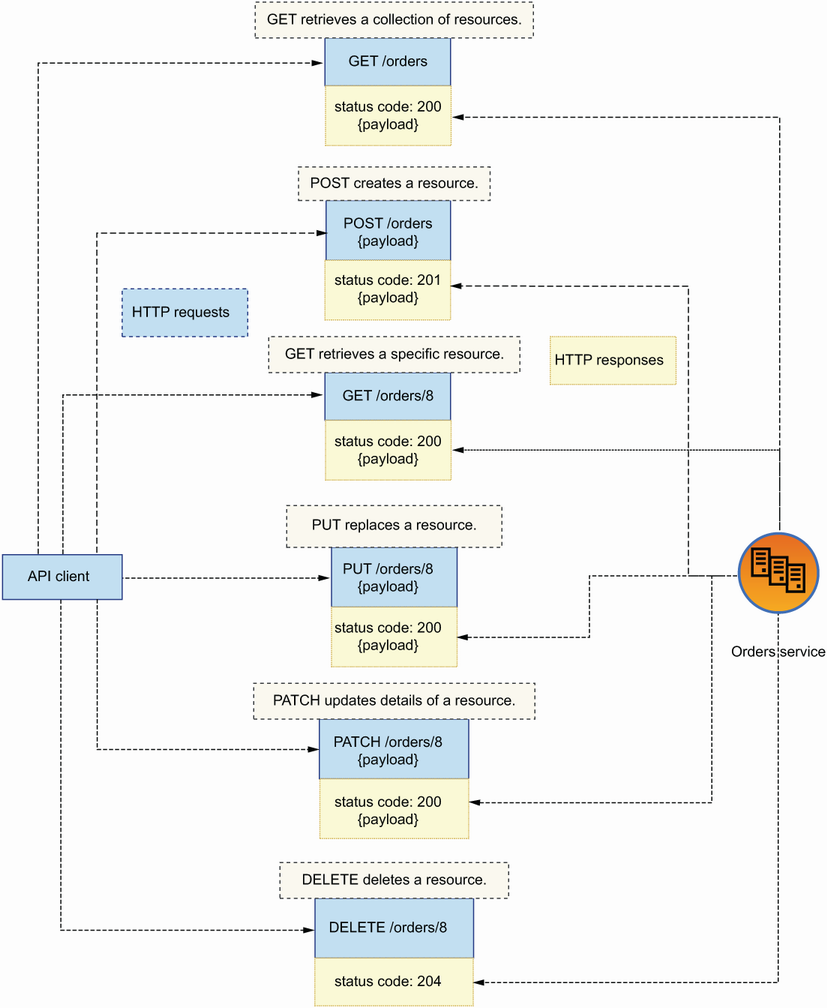 GET retrieves a collection of resources.
GET /orders
status code: 200
{payload}
POST creates a resource.
POST /orders
{payload}
status code: 201
{payload}
HTTP requests
GET retrieves a specific resource.
HTTP responses
GET /orders/8
status code: 200
{payload}
PUT replaces a resource.
API client
PUT /orders/8
{payload}
status code: 200
{payload}
Orders service
PATCH updates details of a resource.
PATCH /orders/8
{payload}
status code: 200
{payload}
DELETE deletes a resource.
DELETE /orders/8
status code: 204